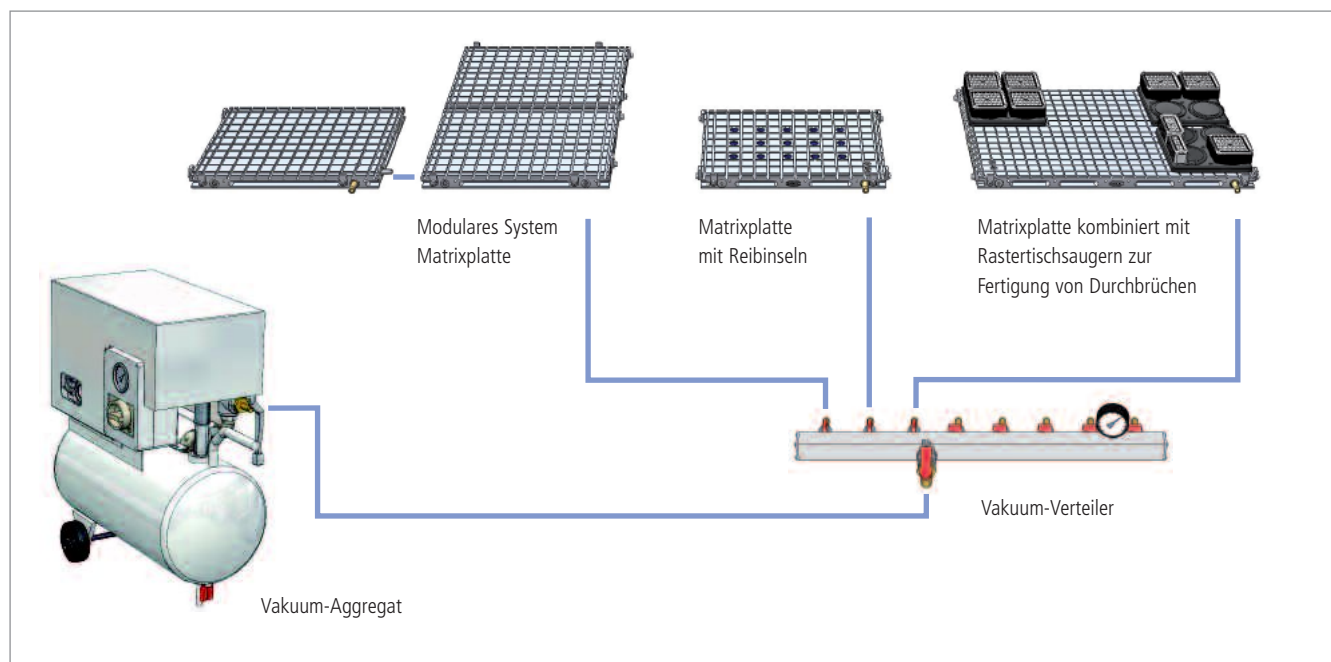 Modulares System
Matrixplatte
Matrixplatte
mit Reibinseln
Matrixplatte kombiniert mit
Rastertischsaugern zur
Fertigung von Durchbrüchen
Vakuum-Verteiler
Vakuum-Aggregat